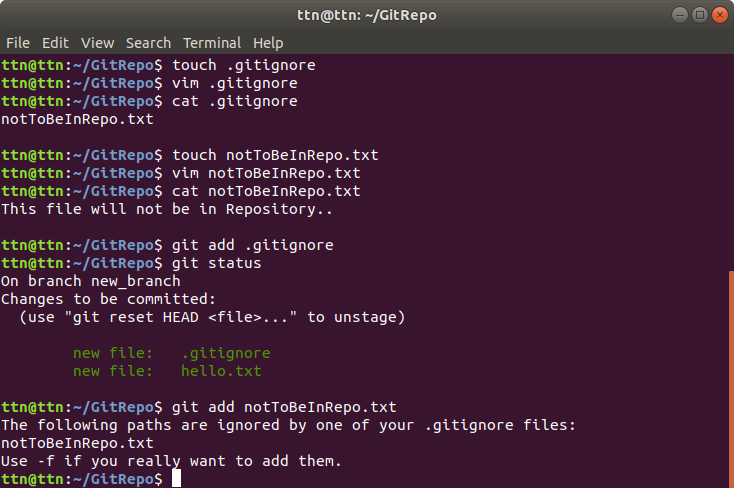 ttn@ttn: ~/GitRepo
File Edit View Search Terminal Help
ttn@ttn:~/GitRepo$ touch .gitignore
ttn@ttn:~/GitRepo$ vim .gitignore
ttn@ttn:~/GitRepo$ cat .gitignore
notToBeInRepo.txt
ttn@ttn:~/GitRepo$ touch notToBeInRepo.txt
ttn@ttn:~/GitRepo$ vim notToBeInRepo.txt
ttn@ttn:~/GitRepo$ cat notToBeInRepo.txt
This file will not be in Repository..
ttn@ttn:~/GitRepo$ git add .gitignore
ttn@ttn:~/GitRepo$ git status
On branch new_branch
Changes to be committed:
  (use "git reset HEAD <file>..." to unstage)
        new file:   .gitignore
        new file:   hello.txt
ttn@ttn:~/GitRepo$ git add notToBeInRepo.txt
The following paths are ignored by one of your .gitignore files:
notToBeInRepo.txt
Use -f if you really want to add them.
ttn@ttn:~/GitRepo$